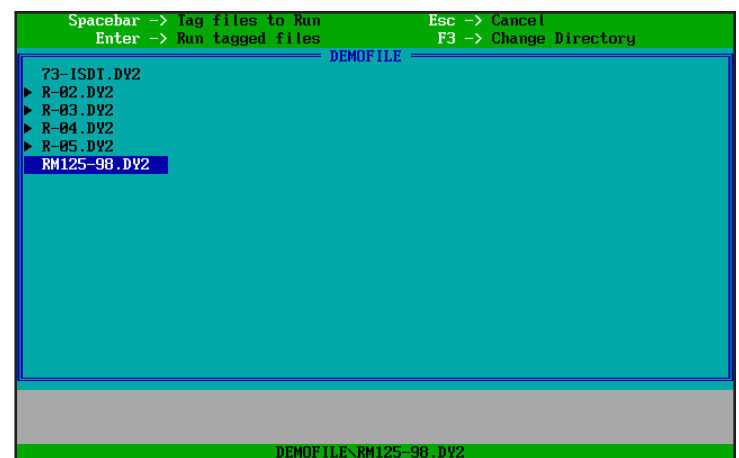 Spacebar -> Tag files to Run Esc -> Cancel
Enter -> Run tagged files F3 -> Change Directory
DEMOFILE
73-ISDT.DY2
► R-02.DY2
► R-03.DY2
► R-04.DY2
► R-05.DY2
RM125-98.DY2
DEMOFILE\RM125-98.DY2